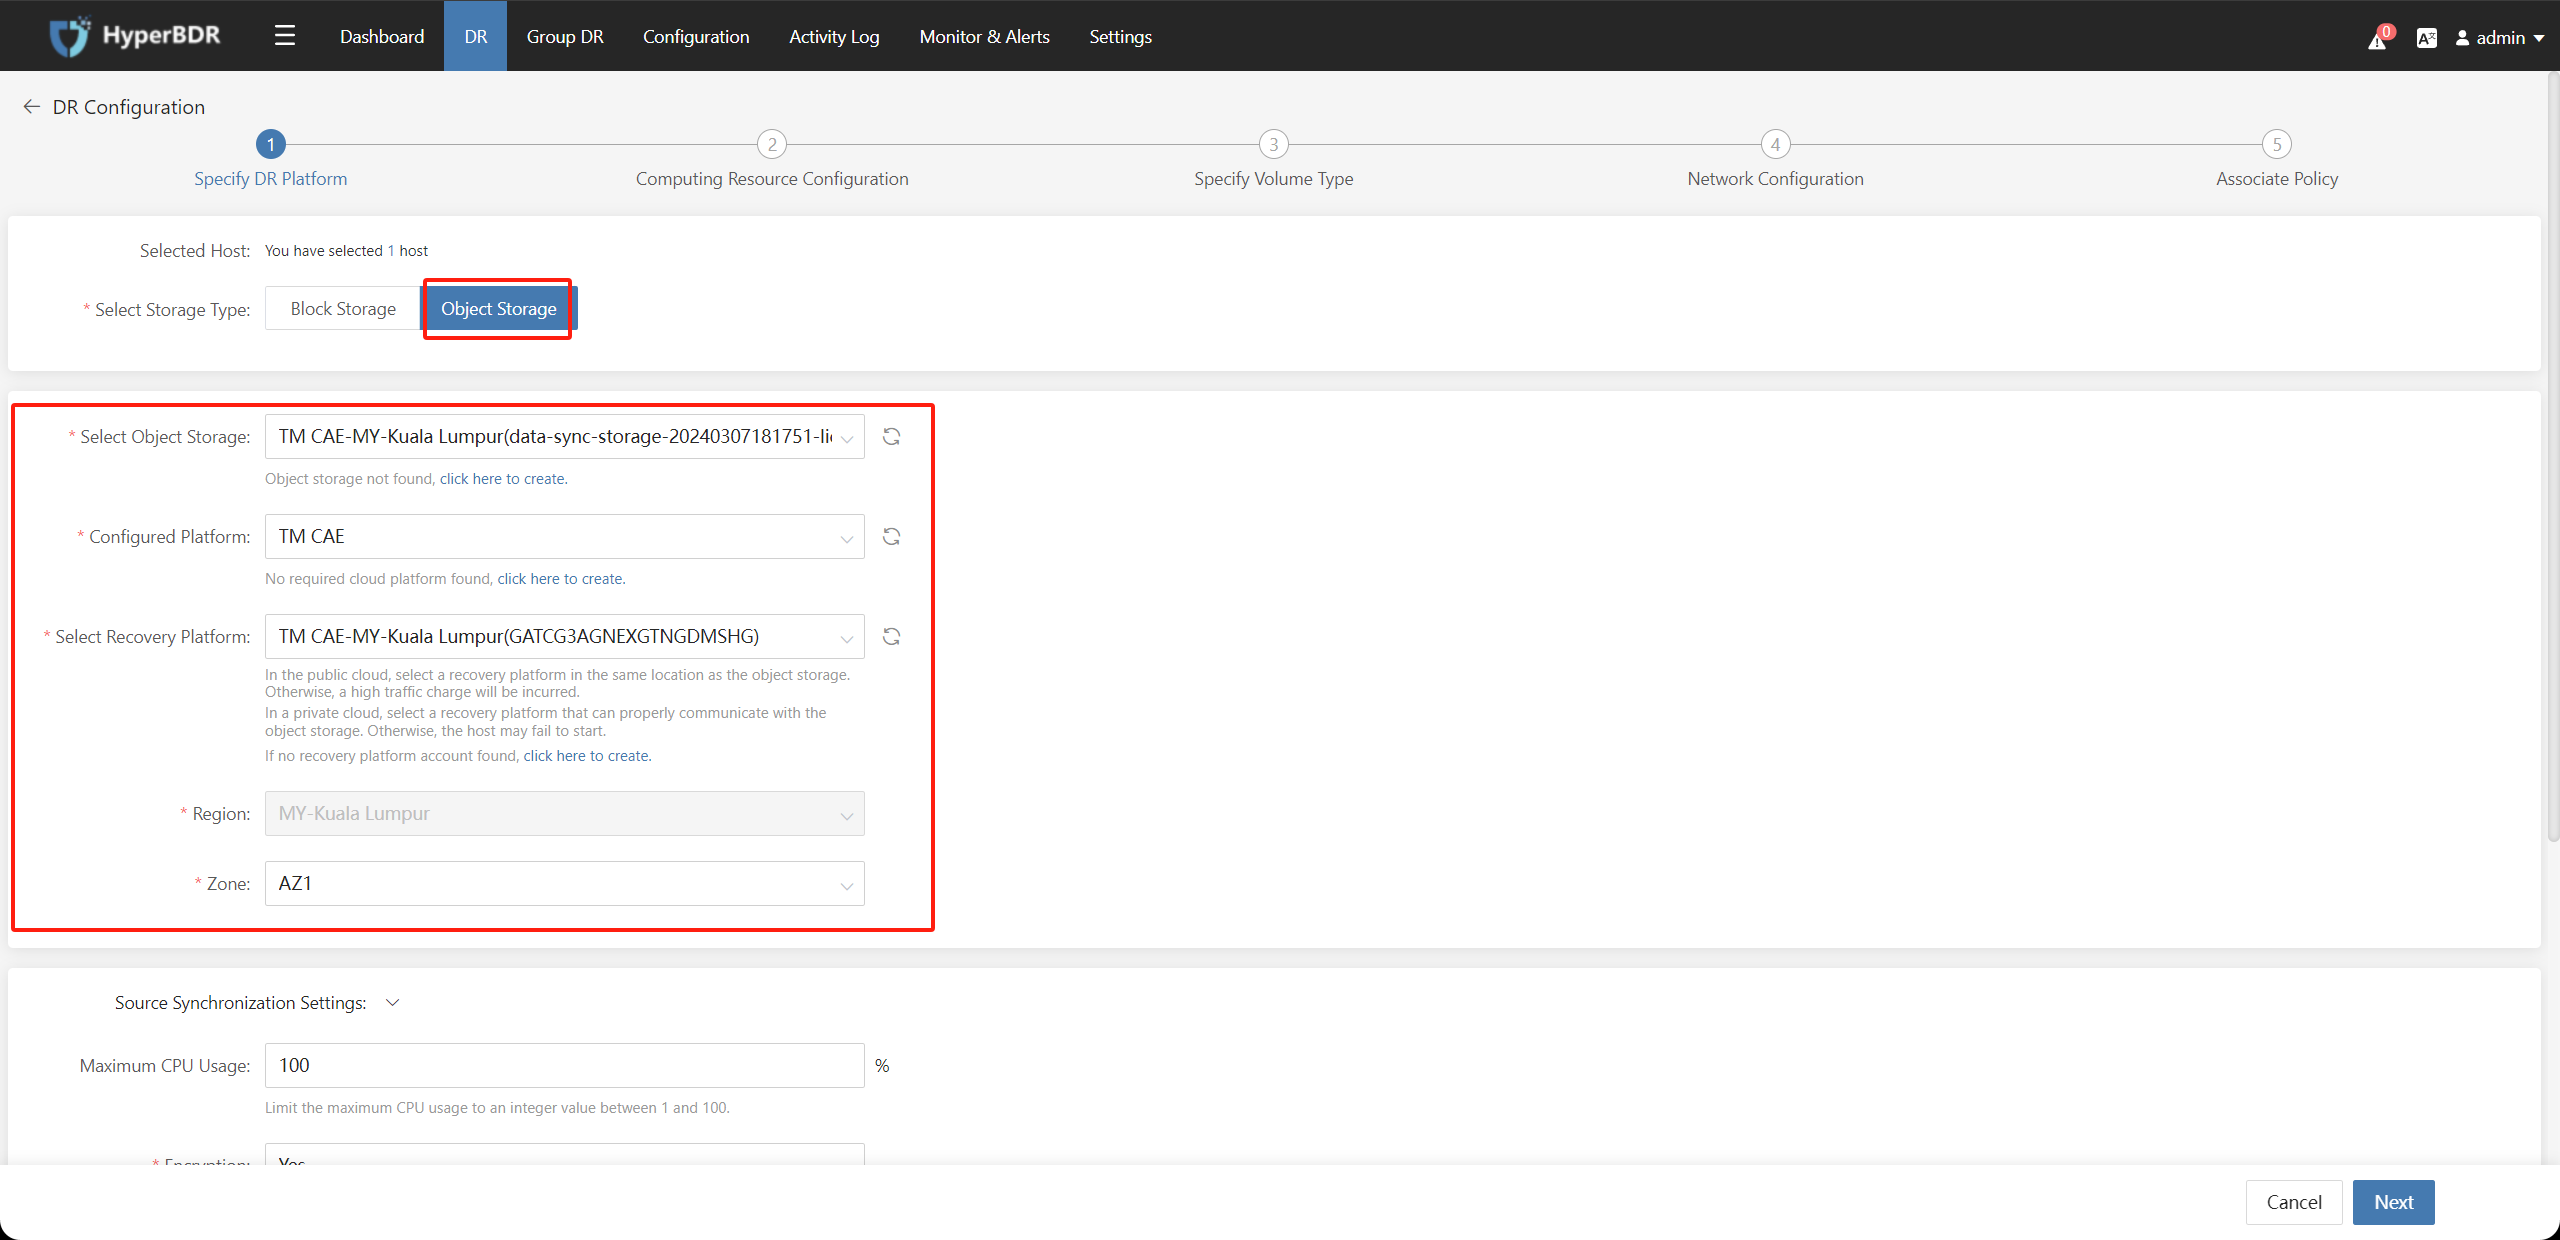 HyperBDR
Dashboard
DR
Group DR
Configuration
Activity Log
Monitor & Alerts
Settings
0
admin
DR Configuration
1
2
3
4
5
Specify DR Platform
Computing Resource Configuration
Specify Volume Type
Network Configuration
Associate Policy
Selected Host: You have selected 1 host
* Select Storage Type: Block Storage Object Storage
* Select Object Storage: TM CAE-MY-Kuala Lumpur(data-sync-storage-20240307181751-li
Object storage not found, click here to create.
* Configured Platform: TM CAE
No required cloud platform found, click here to create.
* Select Recovery Platform: TM CAE-MY-Kuala Lumpur(GATCG3AGNEXGTNGDMSHG)
In the public cloud, select a recovery platform in the same location as the object storage.
Otherwise, a high traffic charge will be incurred.
In a private cloud, select a recovery platform that can properly communicate with the
object storage. Otherwise, the host may fail to start.
If no recovery platform account found, click here to create.
* Region: MY-Kuala Lumpur
* Zone: AZ1
Source Synchronization Settings:
Maximum CPU Usage: 100 %
Limit the maximum CPU usage to an integer value between 1 and 100.
* Encryption: Yes
Cancel
Next